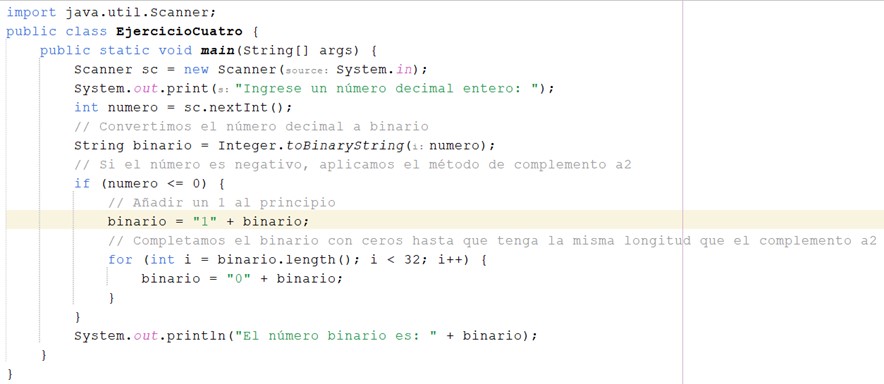 import java.util.Scanner;
public class EjercicioCuatro {
public static void main(String[] args) {
Scanner sc = new Scanner(source: System.in);
System.out.print(s: "Ingrese un número decimal entero: ");
int numero = sc.nextInt();
// Convertimos el número decimal a binario
String binario = Integer.toBinaryString(i: numero);
// Si el número es negativo, aplicamos el método de complemento a2
if (numero <= 0) {
// Añadir un 1 al principio
binario = "1" + binario;
// Completamos el binario con ceros hasta que tenga la misma longitud que el complemento a2
for (int i = binario.length(); i < 32; i++) {
binario = "0" + binario;
}
}
System.out.println("El número binario es: " + binario);
}
}